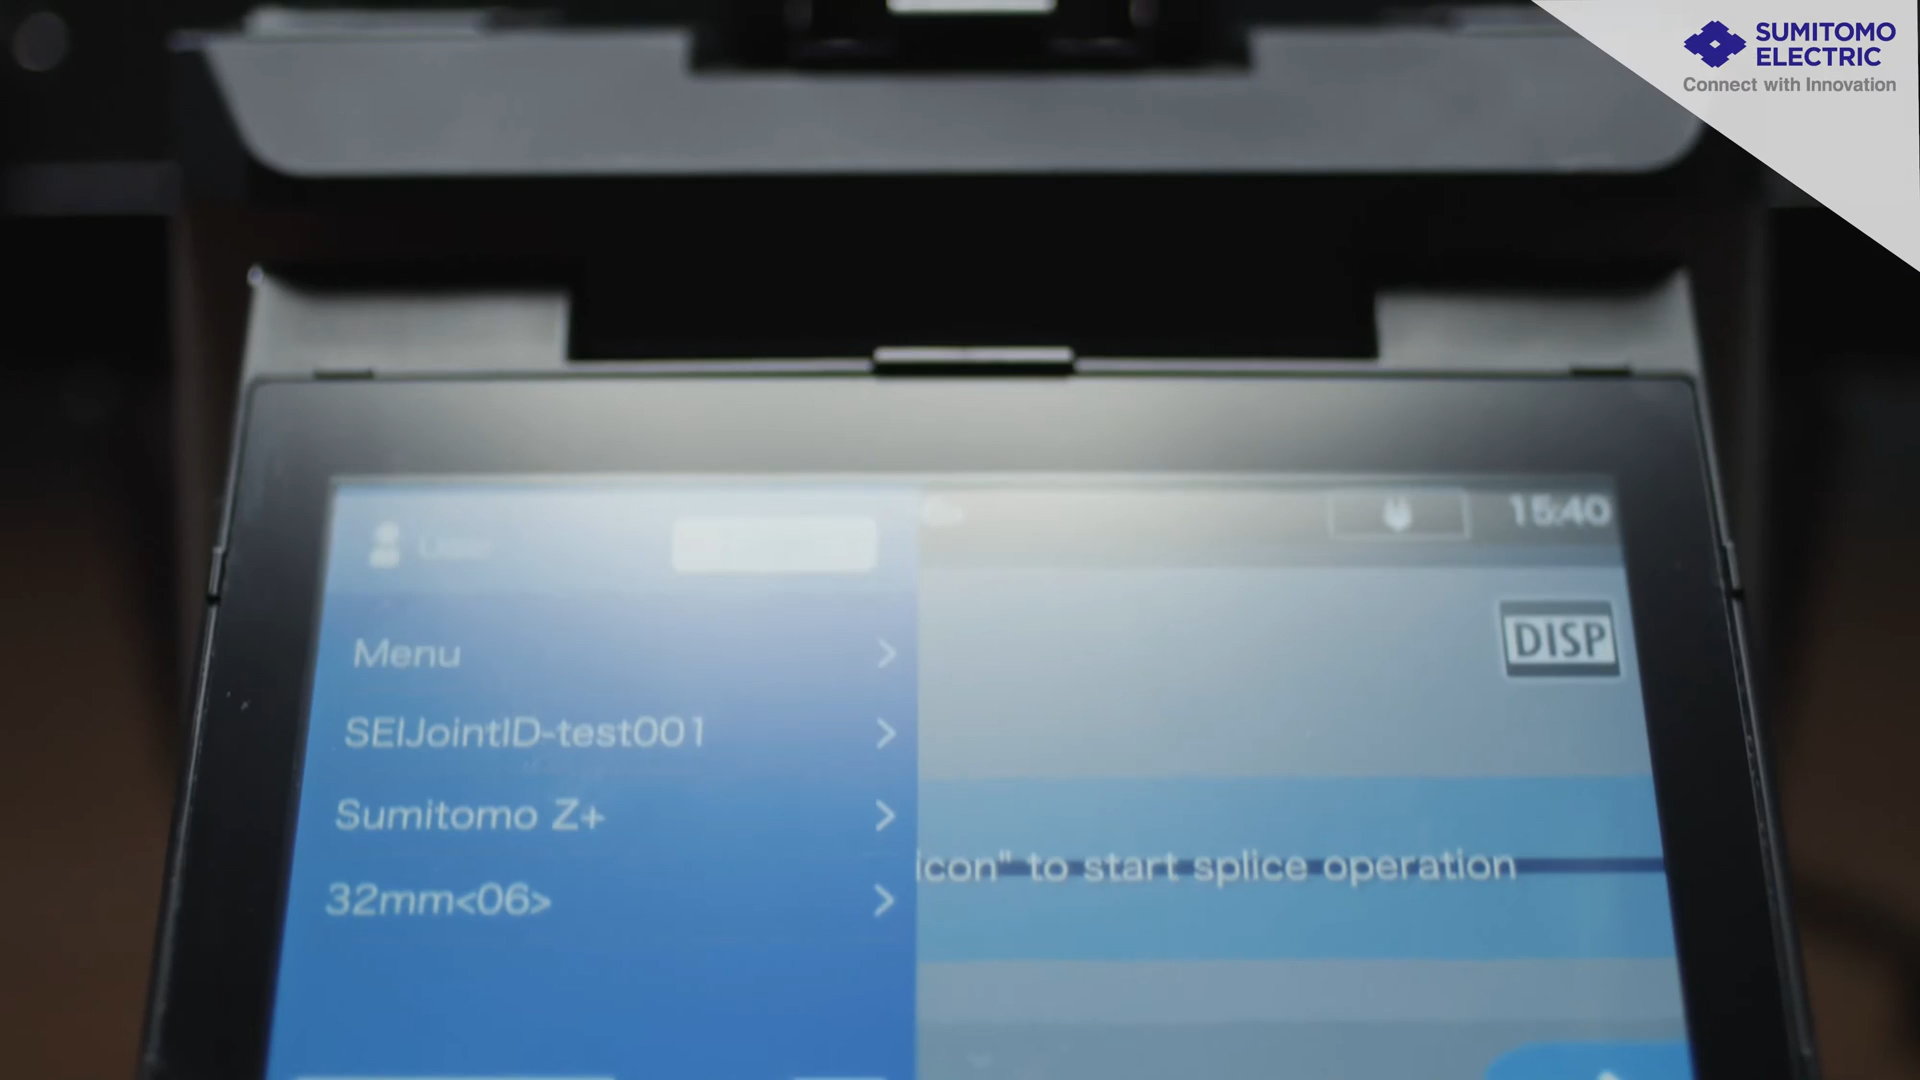 SUMITOMO
ELECTRIC
Connect with Innovation
User
15:40
DISP
Menu
SEIJointID-test001
Sumitomo Z+
32mm<06>
icon" to start splice operation